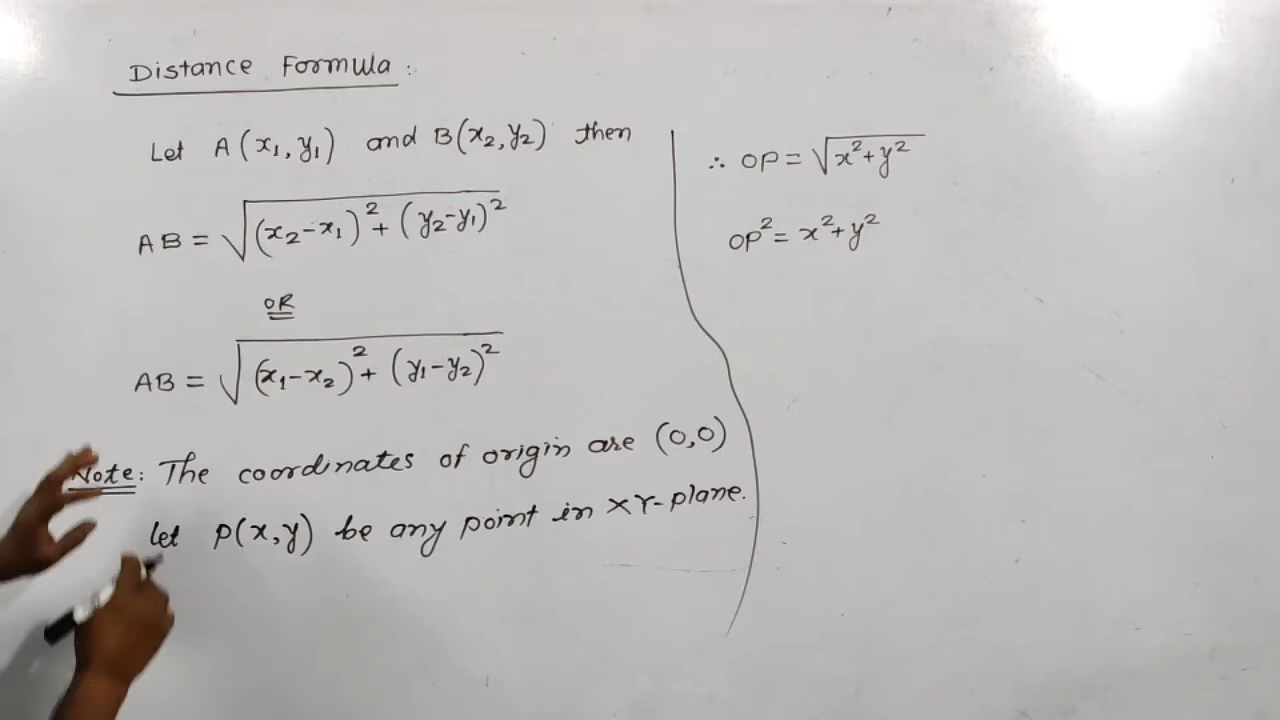 Distance Formula :
Let A(x₁, y₁) and B(x₂, y₂) then
AB = √((x₂-x₁)² + (y₂-y₁)²)
OR
AB = √((x₁-x₂)² + (y₁-y₂)²)
Note: The coordinates of origin are (0,0)
let P(x,y) be any point in XY-plane.
∴ OP = √(x²+y²)
OP² = x²+y²